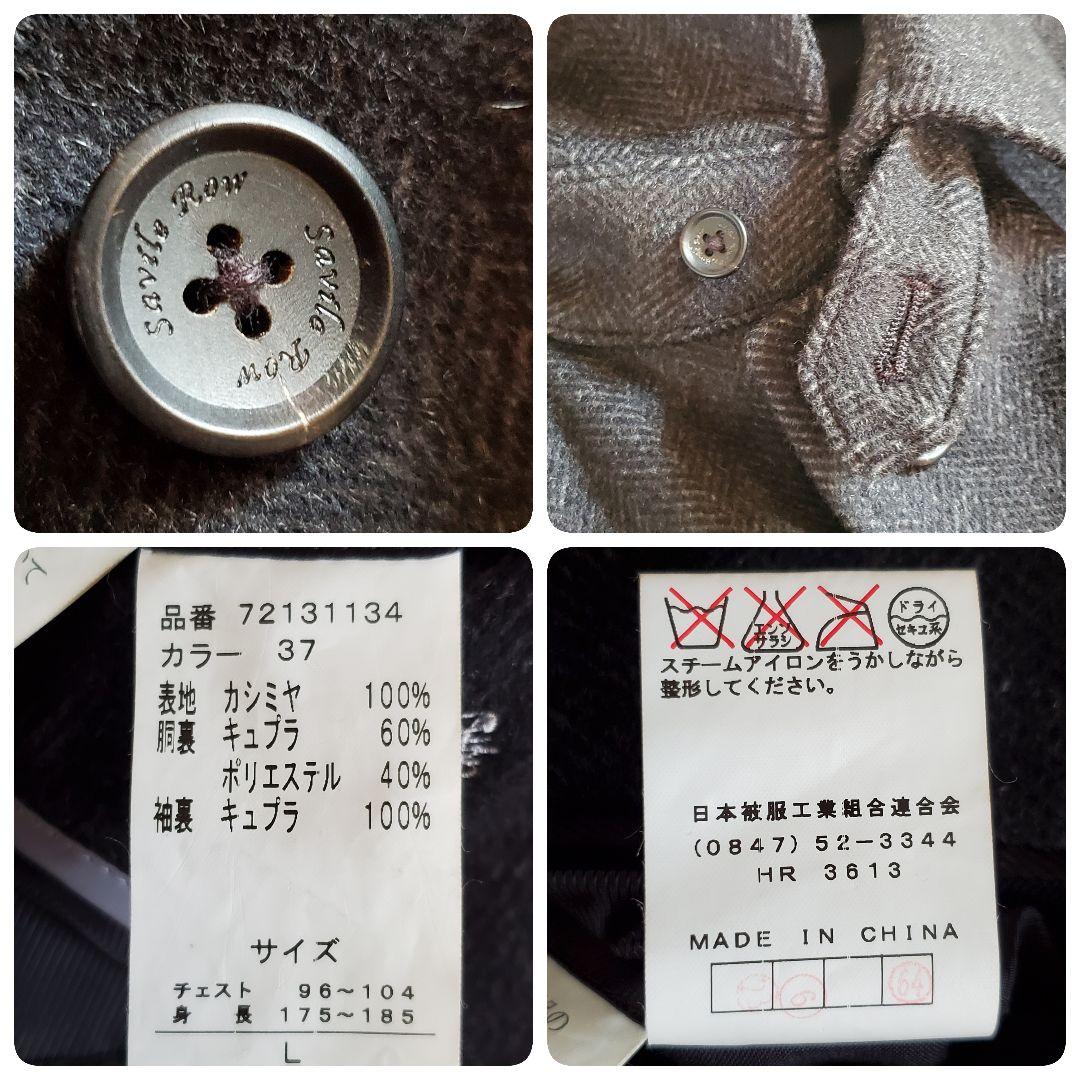 Savile Row
Savile Row
品番 72131134
カラー 37
表地 カシミヤ 100%
胴裏 キュプラ 60%
ポリエステル 40%
袖裏 キュプラ 100%
サイズ
チェスト 96～104
身長 175～185
L
エンソ
サラシ
ドライ
セキユ系
スチームアイロンをうかしながら
整形してください。
日本被服工業組合連合会
(0847) 52-3344
HR 3613
MADE IN CHINA
6
64